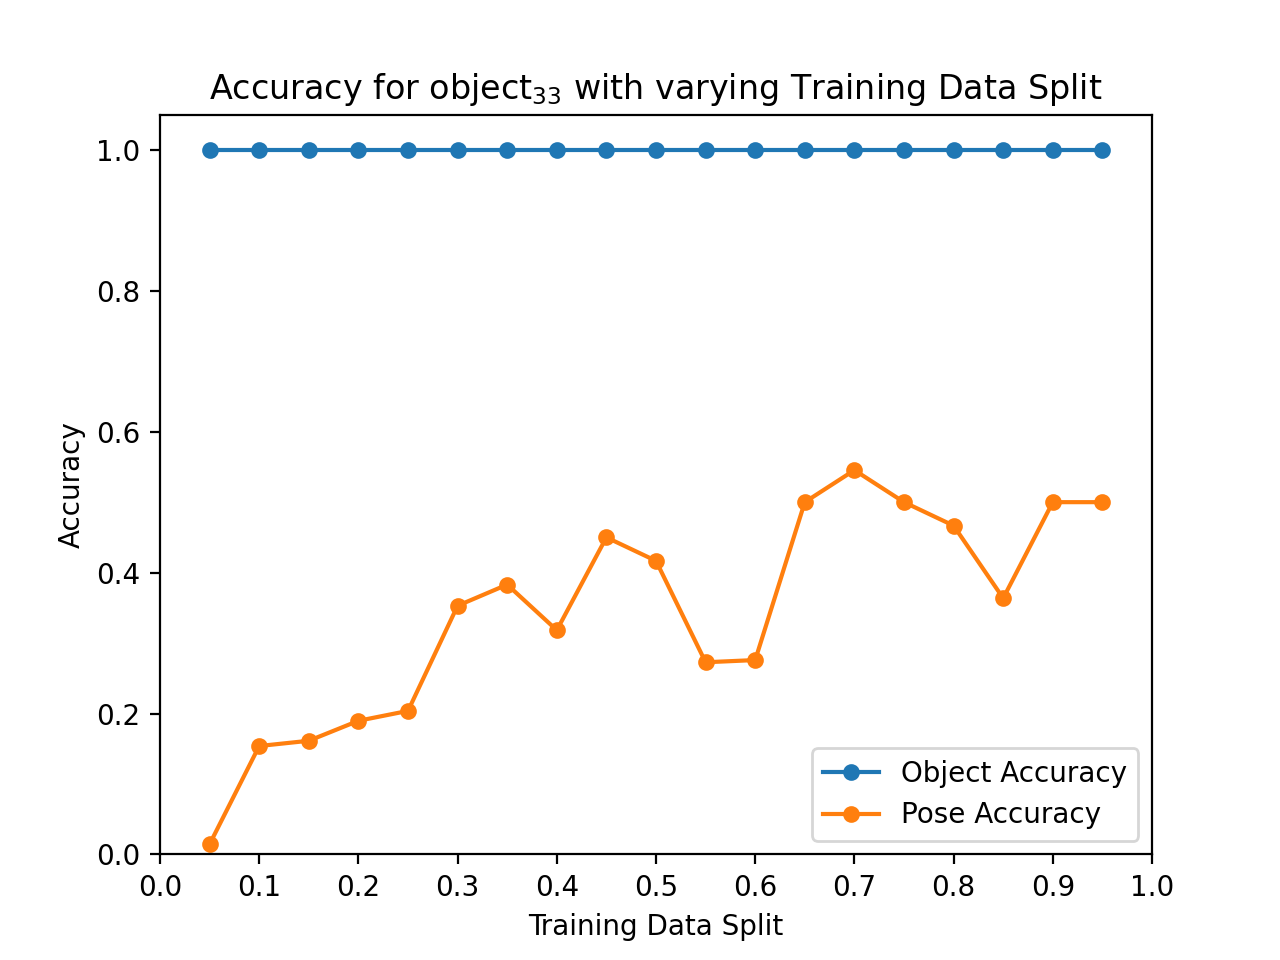 Accuracy for object₃₃ with varying Training Data Split
1.0
0.8
0.6
0.4
0.2
0.0
Accuracy
Object Accuracy
Pose Accuracy
0.0 0.1 0.2 0.3 0.4 0.5 0.6 0.7 0.8 0.9 1.0
Training Data Split